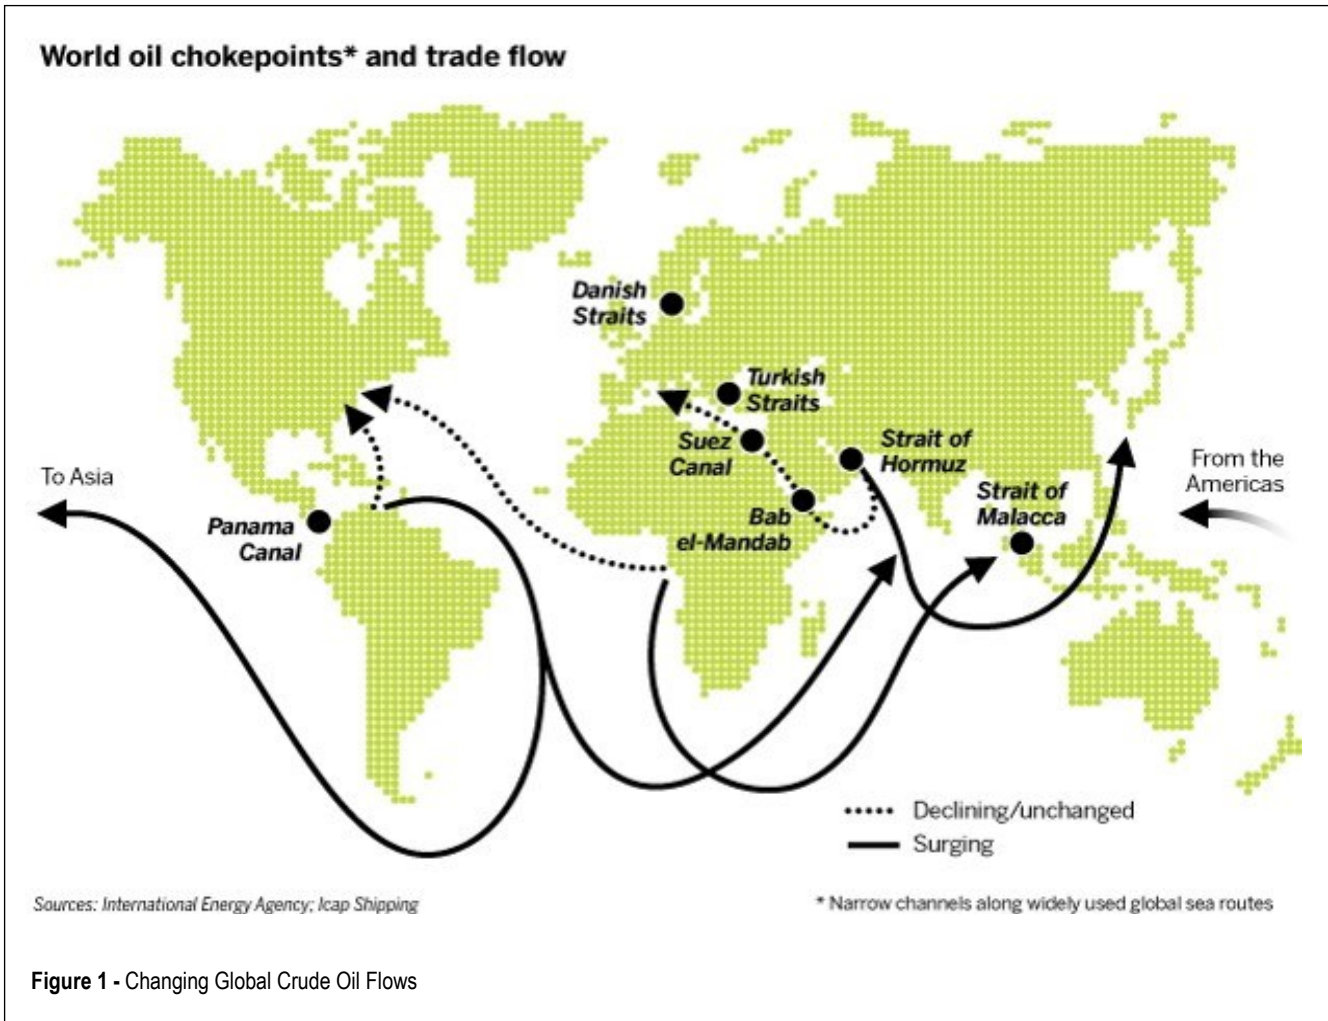 World oil chokepoints* and trade flow
Danish
Straits
Turkish
Straits
Suez
Canal
Strait of
Hormuz
To Asia
From the
Americas
Strait of
Malacca
Panama
Canal
Bab
el-Mandab
Declining/unchanged
Surging
Sources: International Energy Agency; Icap Shipping
* Narrow channels along widely used global sea routes
Figure 1 - Changing Global Crude Oil Flows